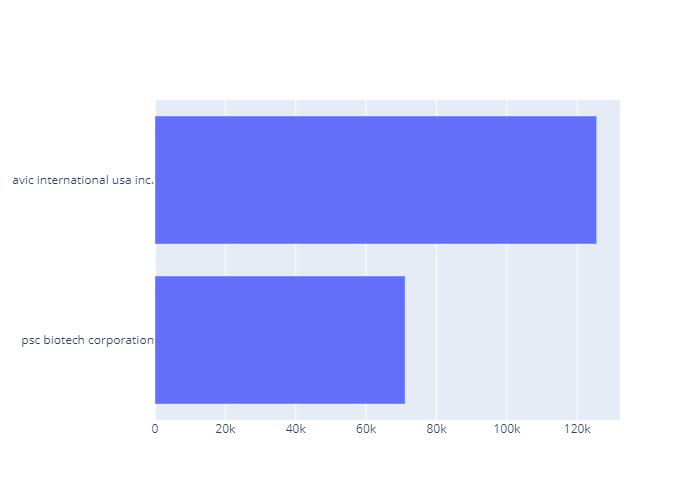 avic international usa inc.
psc biotech corporation
0 20k 40k 60k 80k 100k 120k